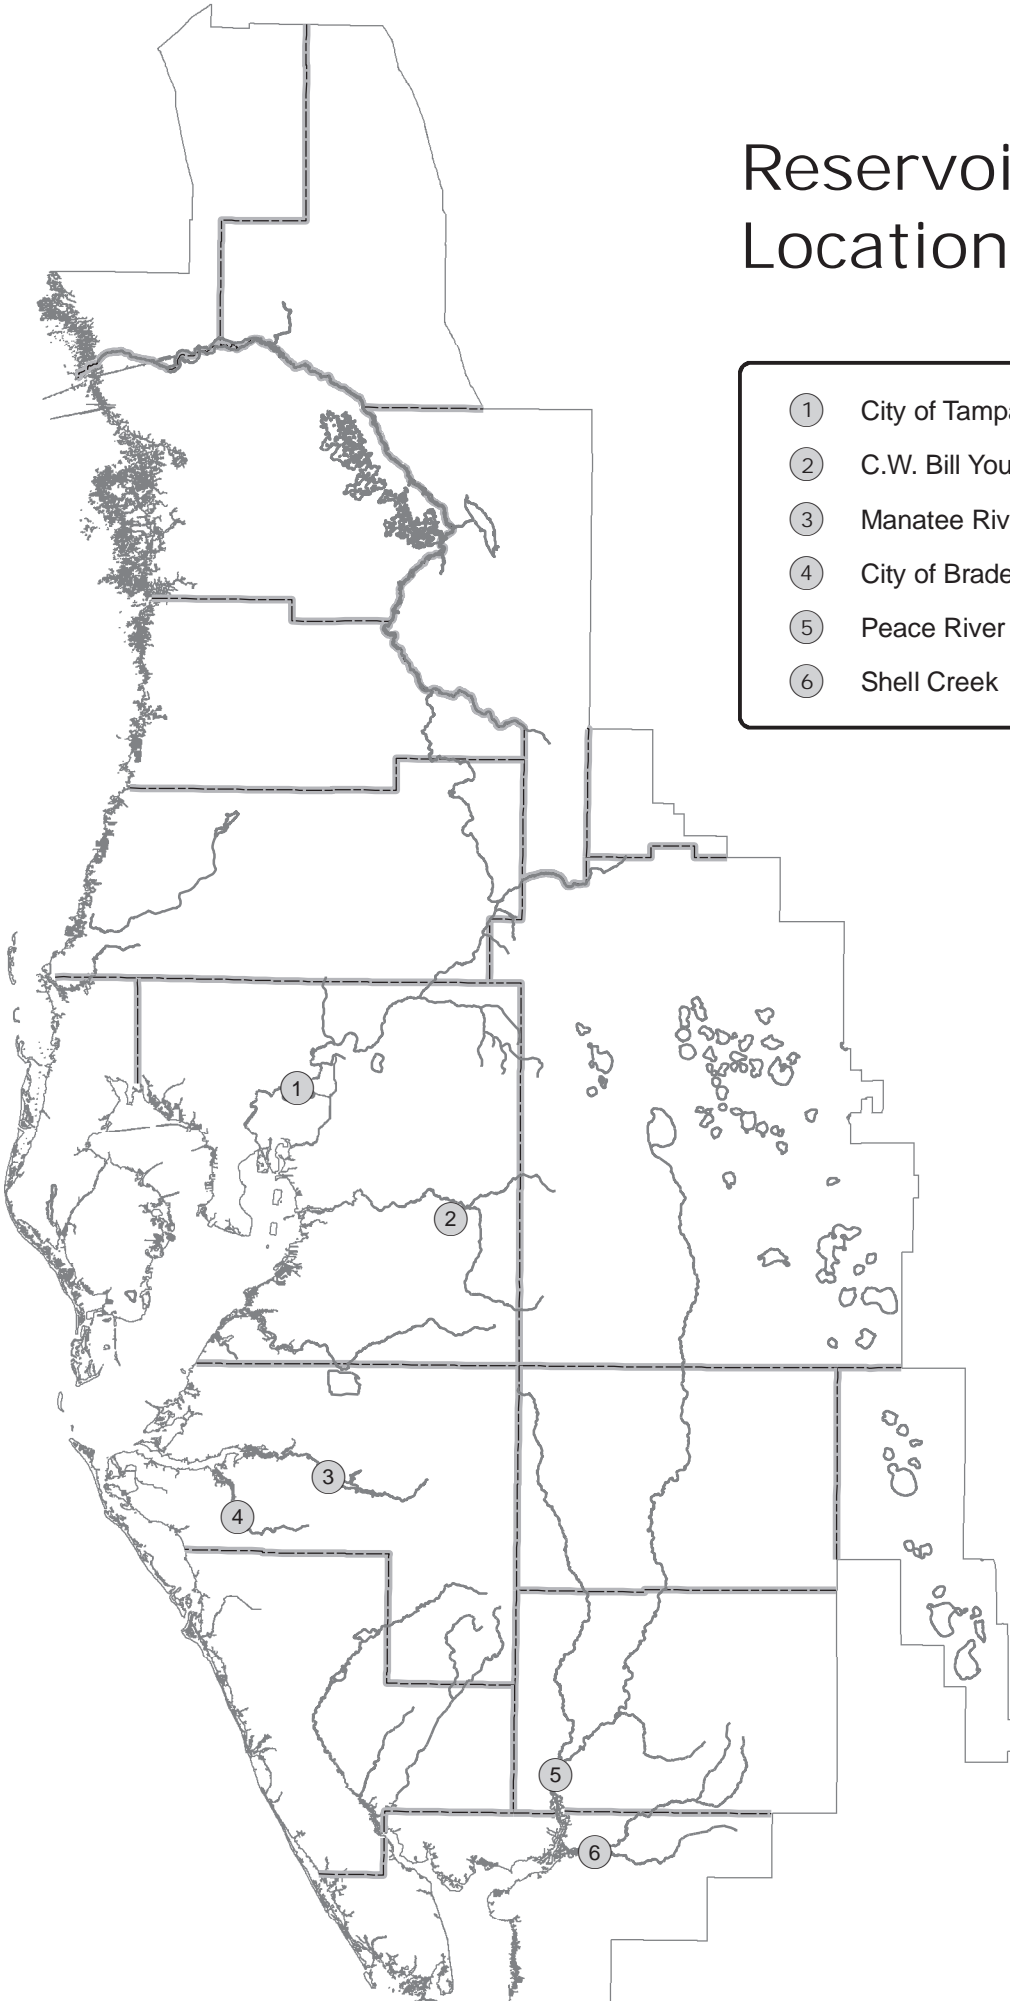 Reservoi
Location
1 City of Tampa
2 C.W. Bill You
3 Manatee Riv
4 City of Brade
5 Peace River
6 Shell Creek
1
2
3
4
5
6